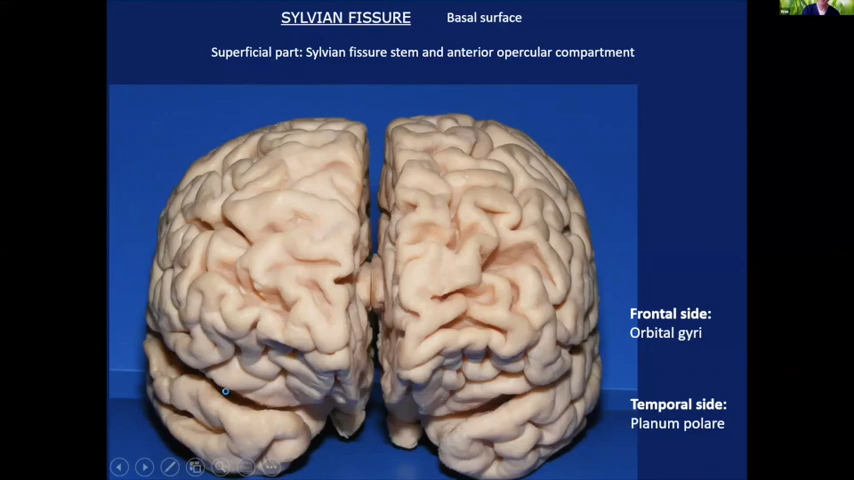 SYLVIAN FISSURE Basal surface
Superficial part: Sylvian fissure stem and anterior opercular compartment
Frontal side:
Orbital gyri
Temporal side:
Planum polare